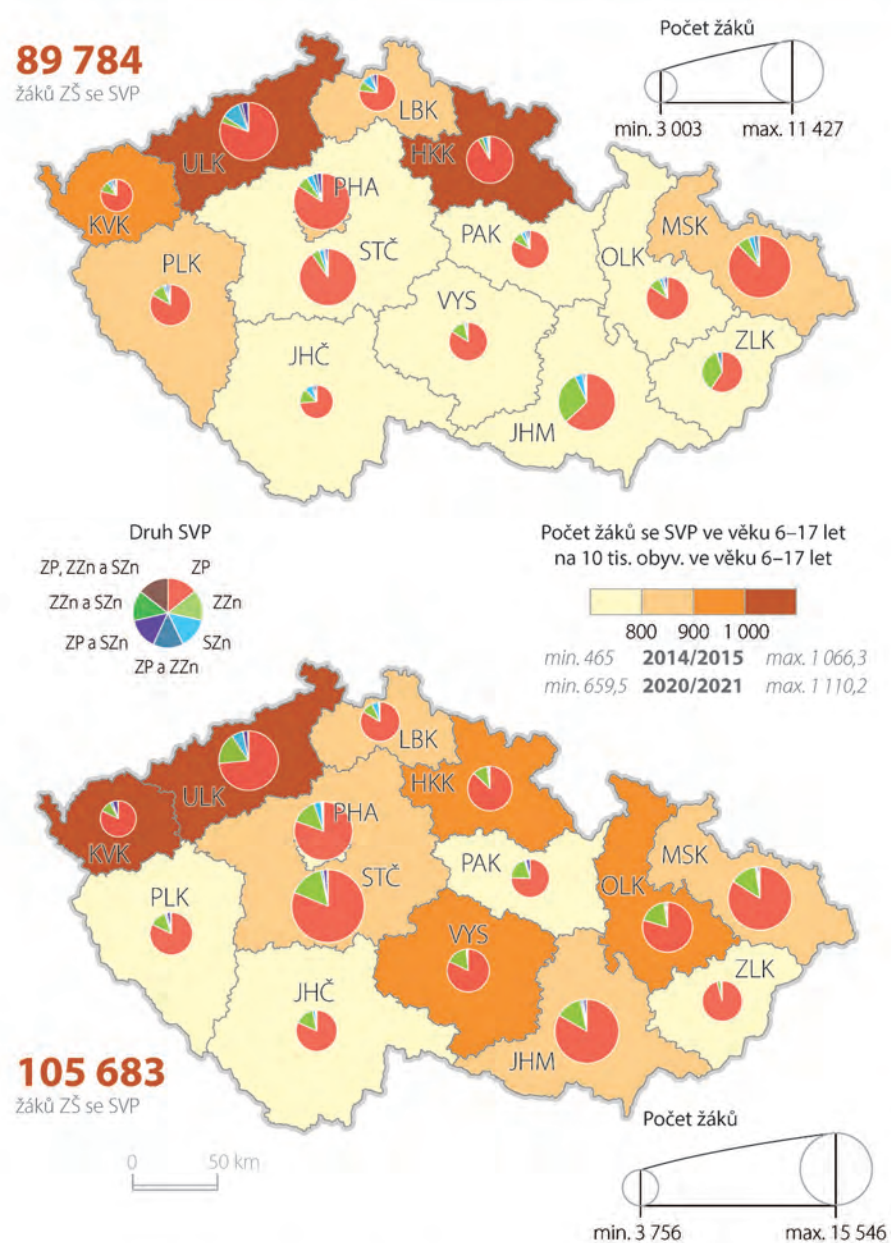 89 784
žáků ZŠ se SVP
Počet žáků
min. 3 003 max. 11 427
LBK
ULK
HKK
PHA
KVK
MSK
PAK
OLK
STČ
PLK
VYS
ZLK
JHČ
JHM
Druh SVP
ZP, ZZn a SZn ZP
ZZn a SZn ZZn
ZP a SZn SZn
ZP a ZZn
Počet žáků se SVP ve věku 6–17 let
na 10 tis. obyv. ve věku 6–17 let
800 900 1 000
min. 465 2014/2015 max. 1 066,3
min. 659,5 2020/2021 max. 1 110,2
LBK
ULK
HKK
PHA
KVK
MSK
PAK
STČ
OLK
PLK
VYS
ZLK
JHČ
JHM
105 683
žáků ZŠ se SVP
Počet žáků
0 50 km
min. 3 756 max. 15 546